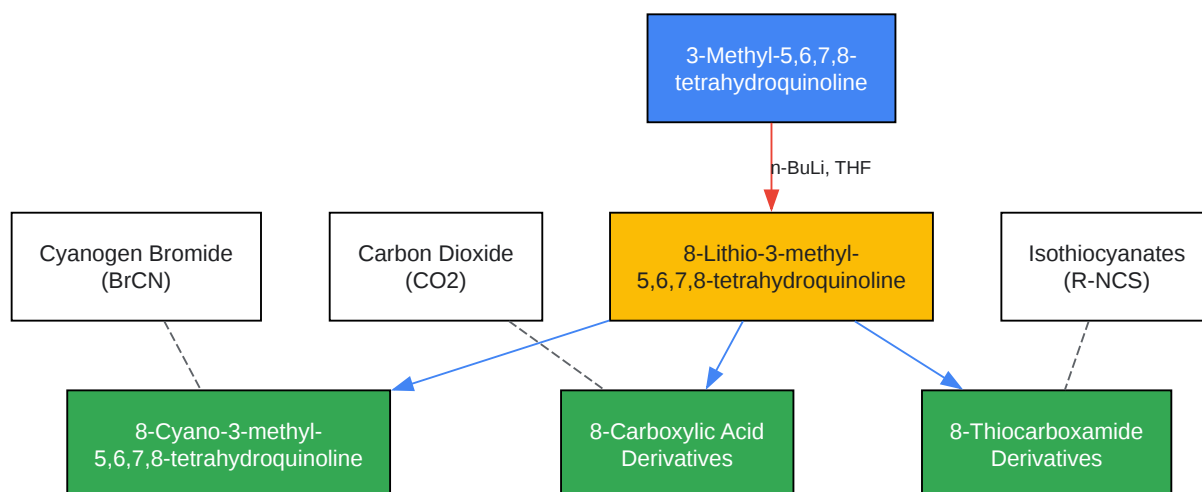 3-Methyl-5,6,7,8-
tetrahydroquinoline
n-BuLi, THF
Cyanogen Bromide
(BrCN)
Carbon Dioxide
(CO2)
8-Lithio-3-methyl-
5,6,7,8-tetrahydroquinoline
Isothiocyanates
(R-NCS)
8-Cyano-3-methyl-
5,6,7,8-tetrahydroquinoline
8-Carboxylic Acid
Derivatives
8-Thiocarboxamide
Derivatives